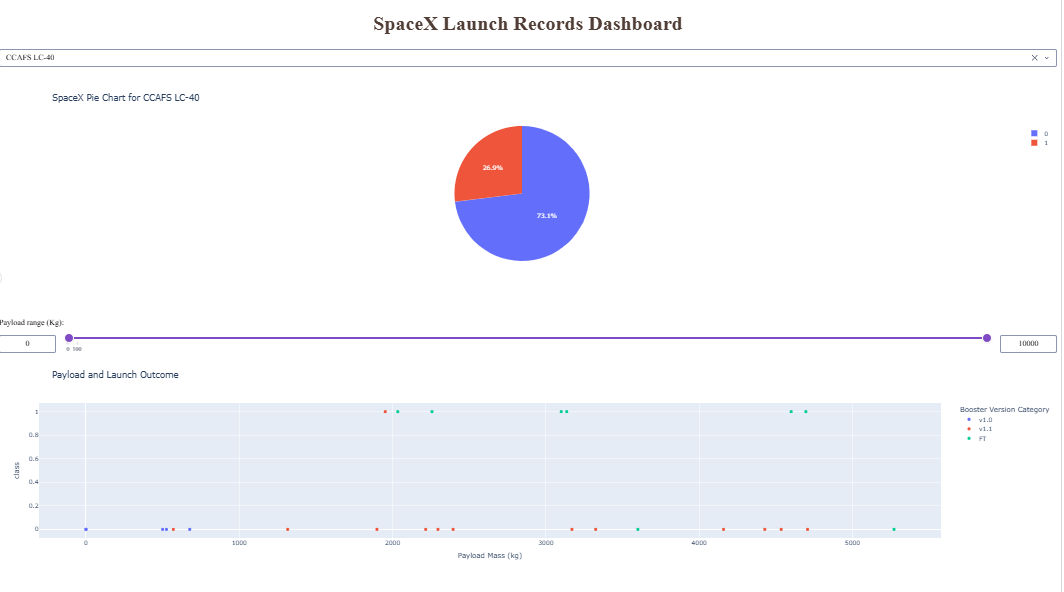 SpaceX Launch Records Dashboard
CCAFS LC-40
SpaceX Pie Chart for CCAFS LC-40
0
1
26.9%
73.1%
Payload range (Kg):
0
0 100
10000
Payload and Launch Outcome
Booster Version Category
v1.0
v1.1
FT
class
1
0.8
0.6
0.4
0.2
0
0 1000 2000 3000 4000 5000
Payload Mass (kg)